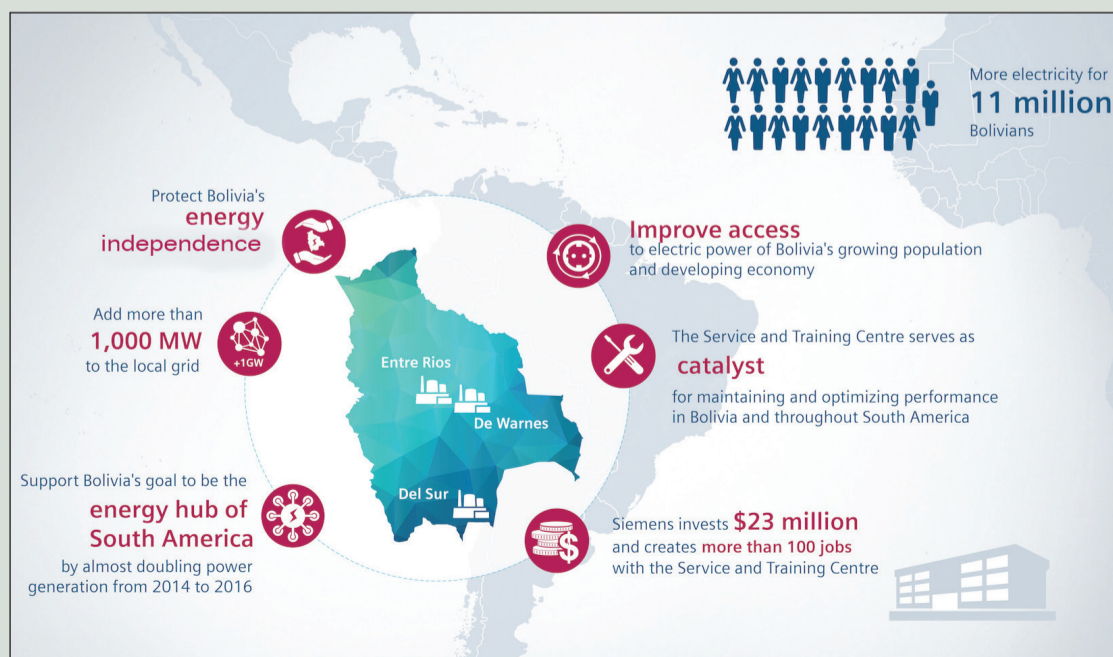 More electricity for
11 million
Bolivians
Protect Bolivia's
energy
independence
Improve access
to electric power of Bolivia's growing population
and developing economy
Add more than
1,000 MW
to the local grid
+1GW
The Service and Training Centre serves as
catalyst
for maintaining and optimizing performance
in Bolivia and throughout South America
Entre Rios
De Warnes
Del Sur
Support Bolivia's goal to be the
energy hub of
South America
by almost doubling power
generation from 2014 to 2016
Siemens invests $23 million
and creates more than 100 jobs
with the Service and Training Centre
$